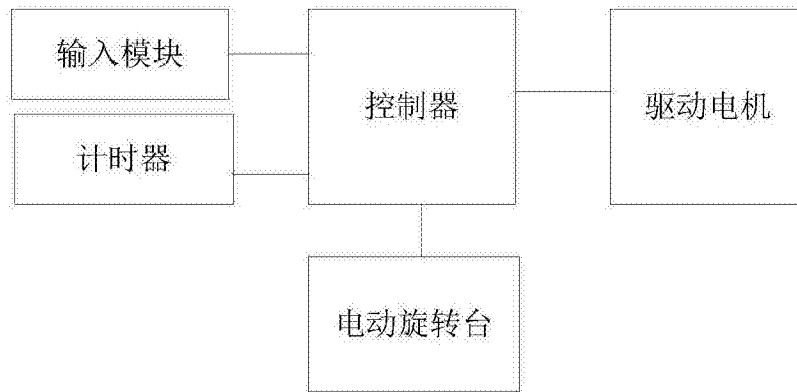 输入模块
控制器
驱动电机
计时器
电动旋转台